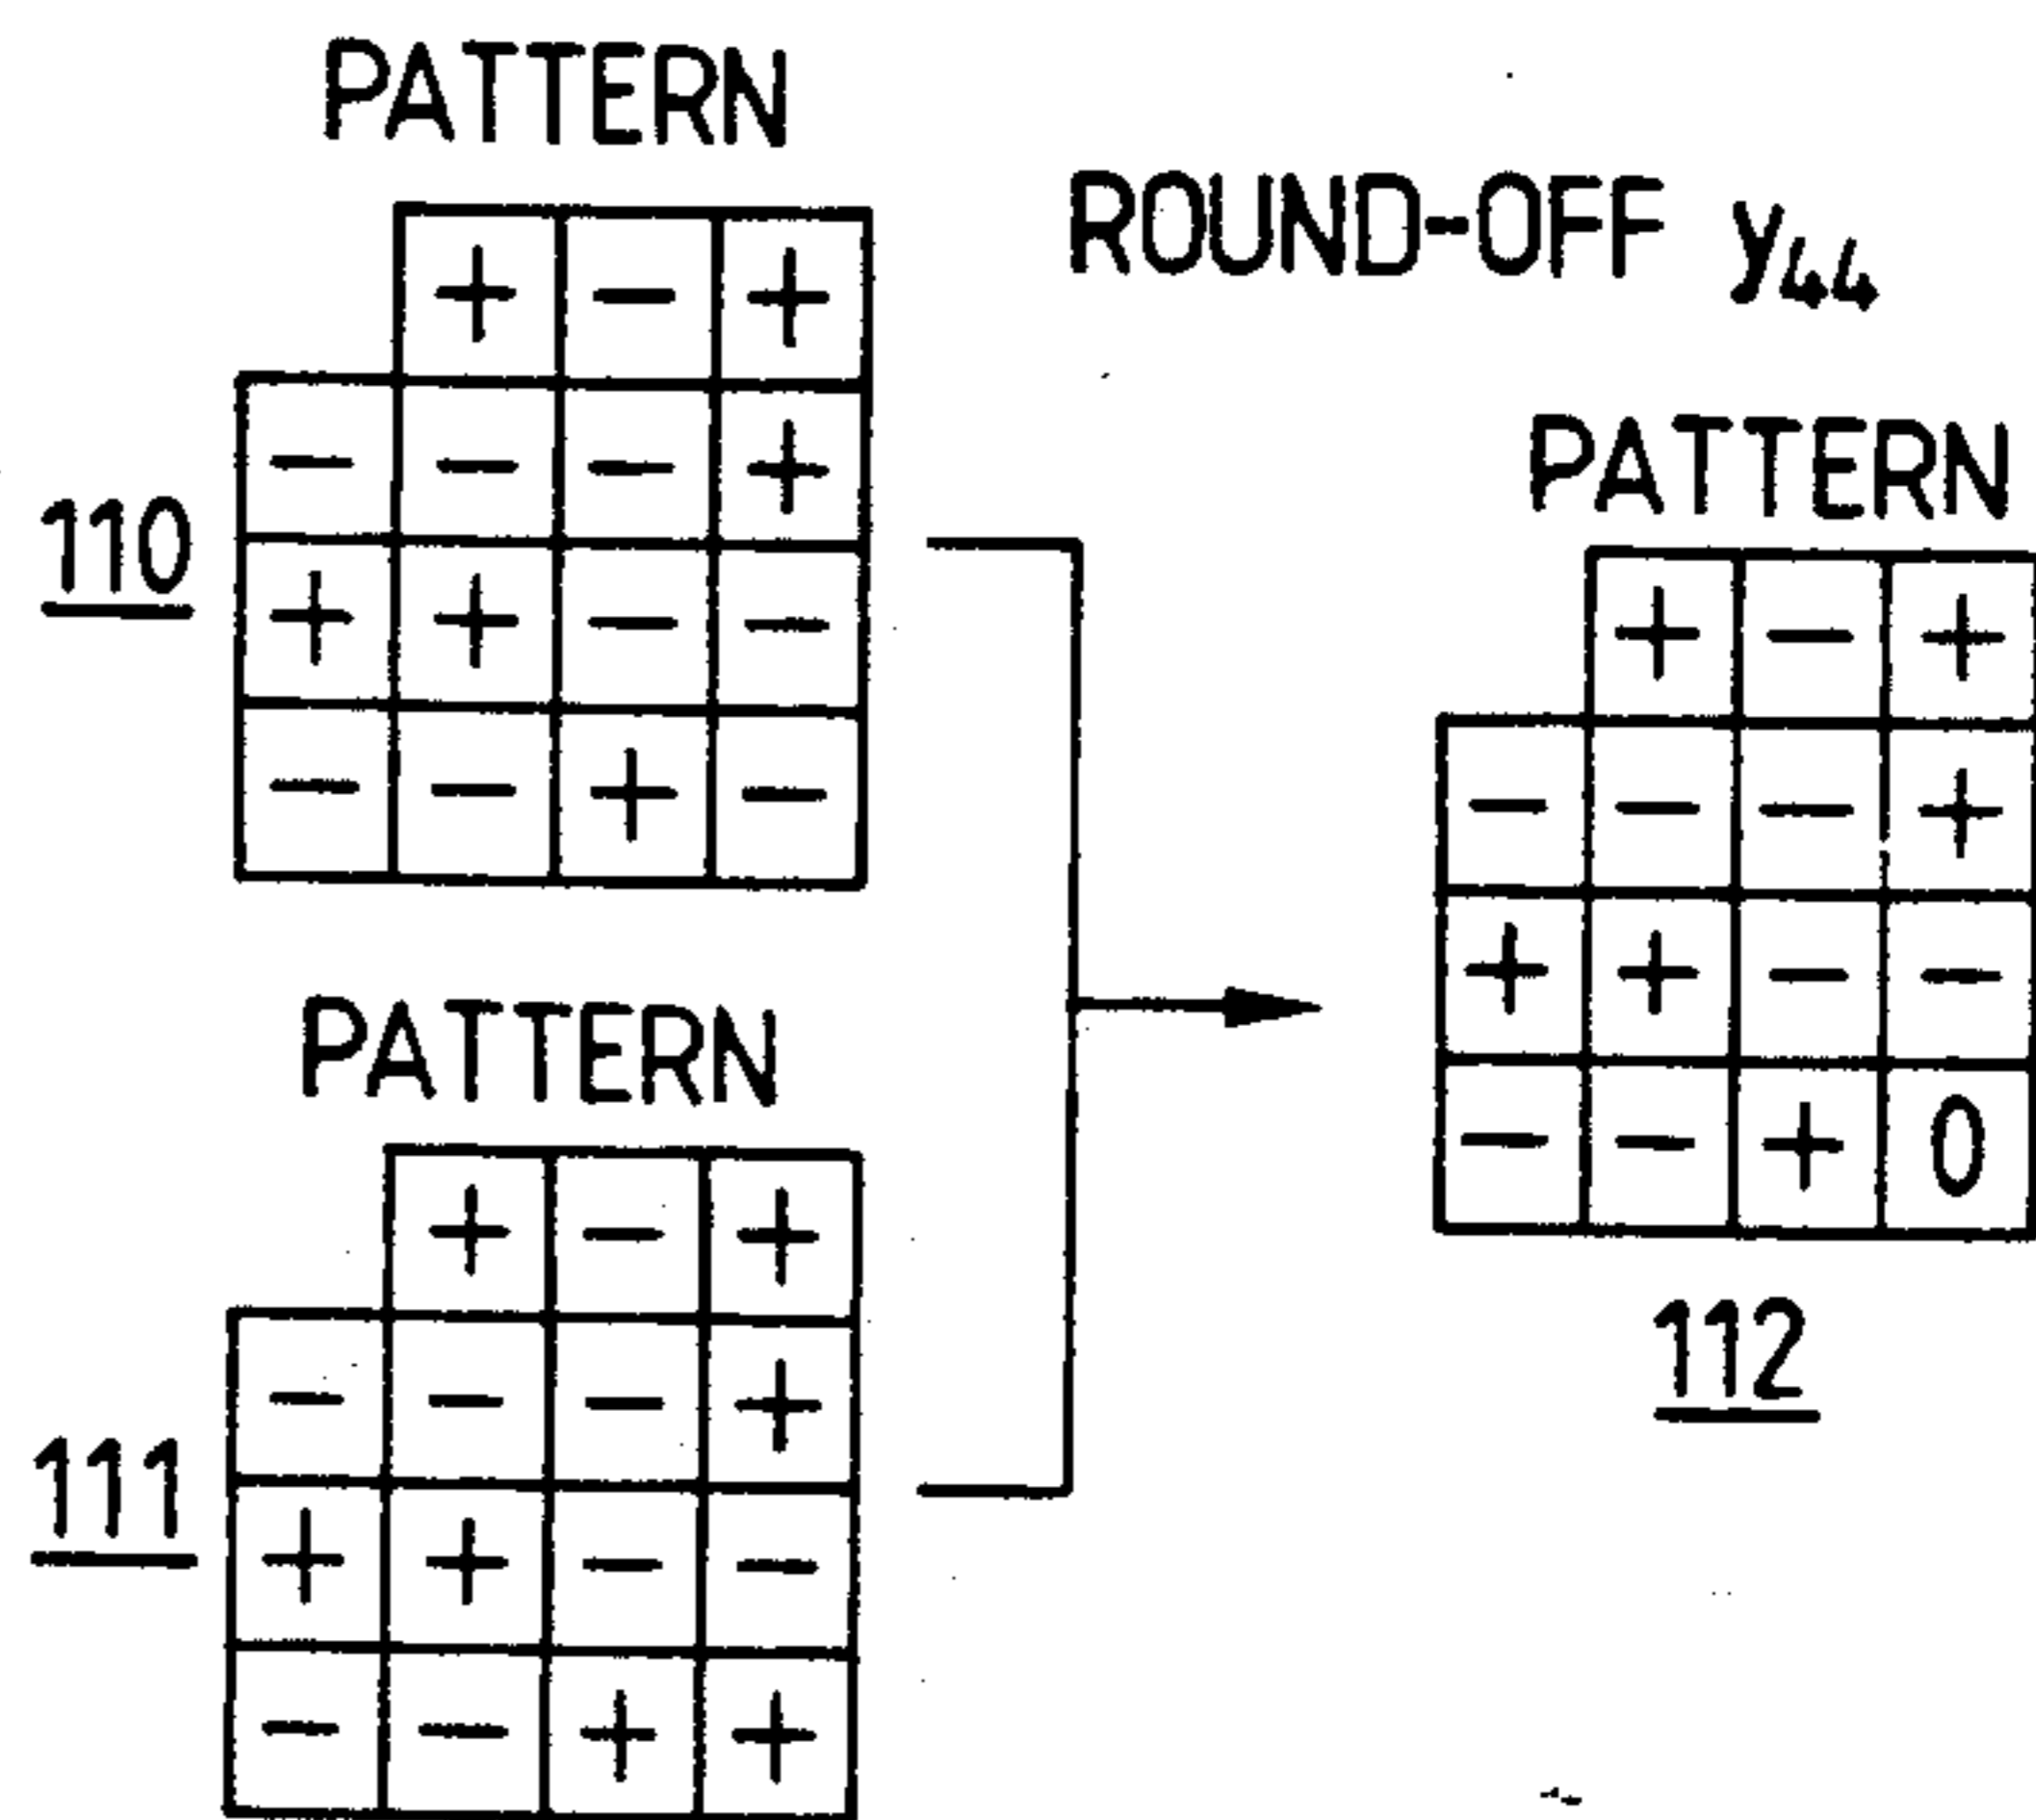 PATTERN
+ − +
− − − +
110
+ + − −
− − + −
ROUND-OFF y44
PATTERN
+ − +
− − − +
+ + − −
− − + 0
112
PATTERN
+ − +
− − − +
111
+ + − −
− − + +